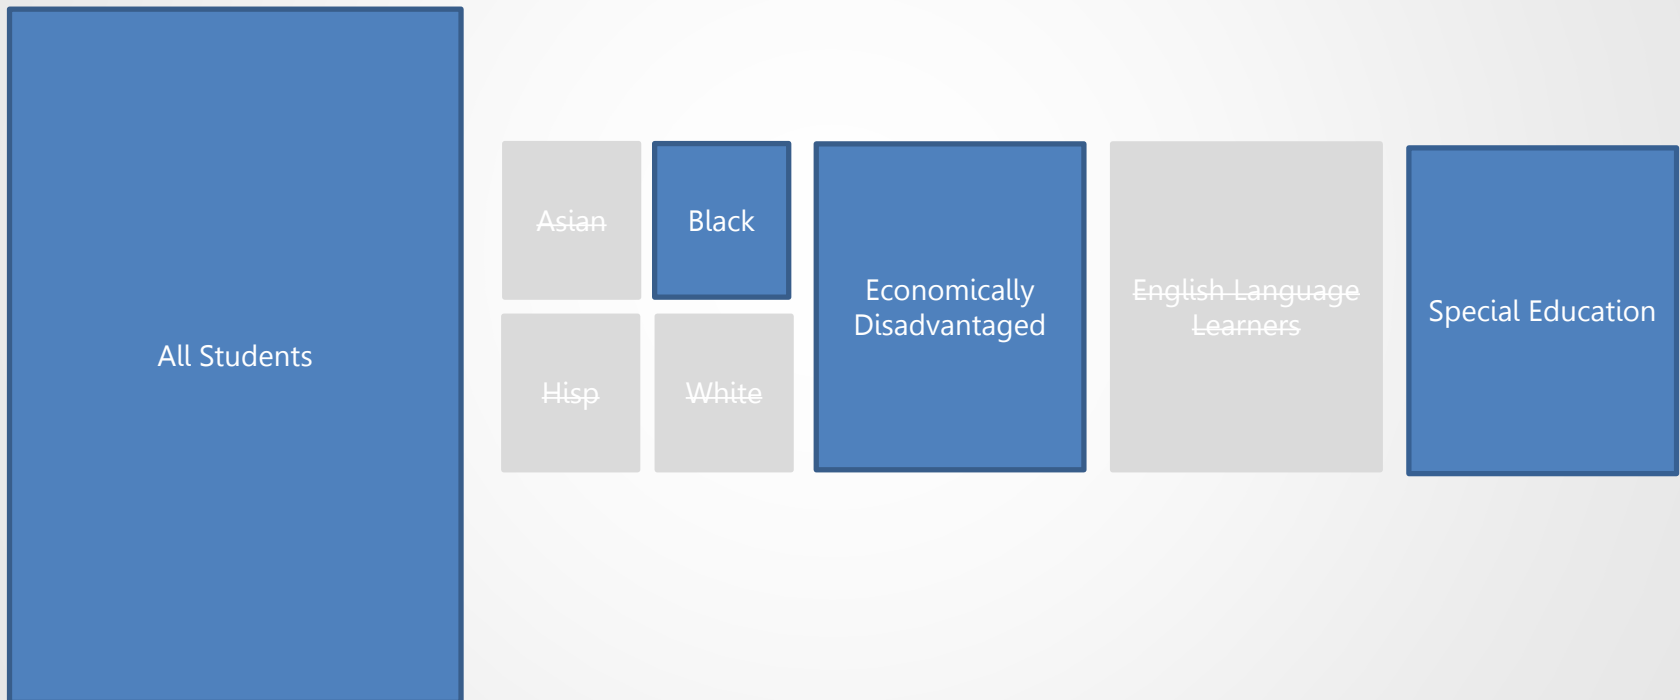 All Students
Asian
Black
Hisp
White
Economically
Disadvantaged
English Language
Learners
Special Education